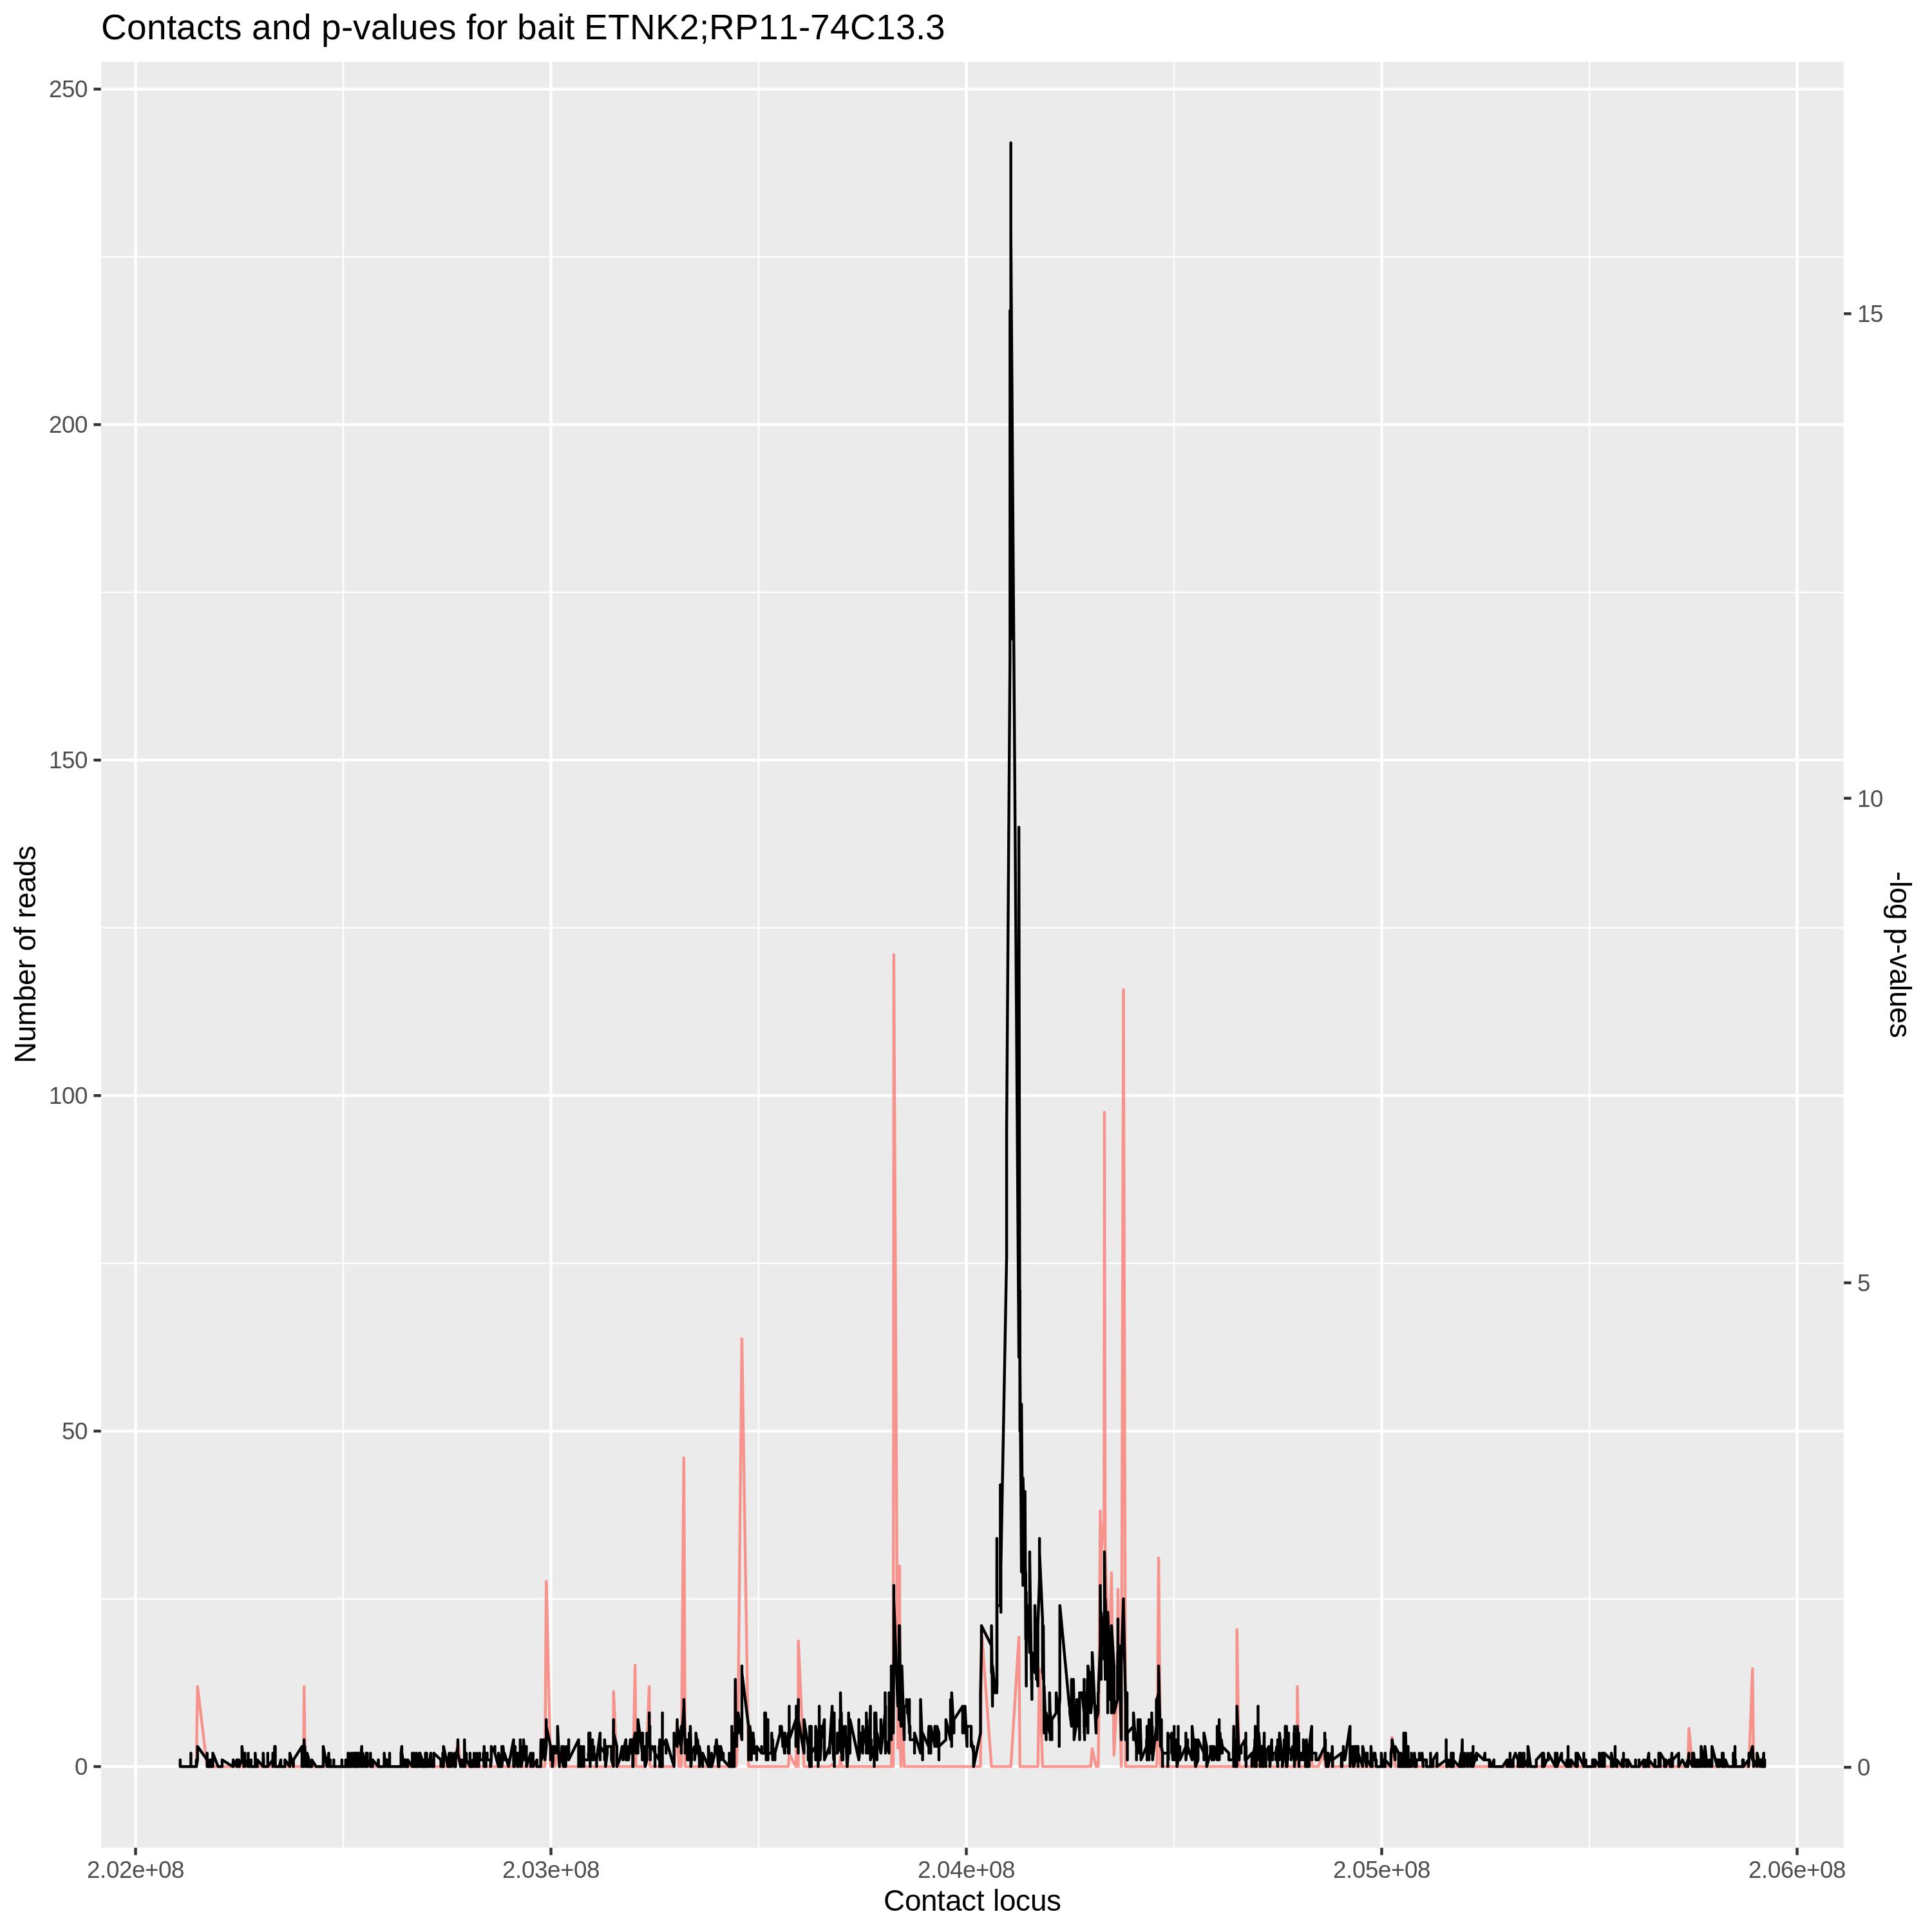 Contacts and p-values for bait ETNK2;RP11-74C13.3
250
200
150
100
50
0
Number of reads
15
10
5
0
-log p-values
2.02e+08 2.03e+08 2.04e+08 2.05e+08 2.06e+08
Contact locus